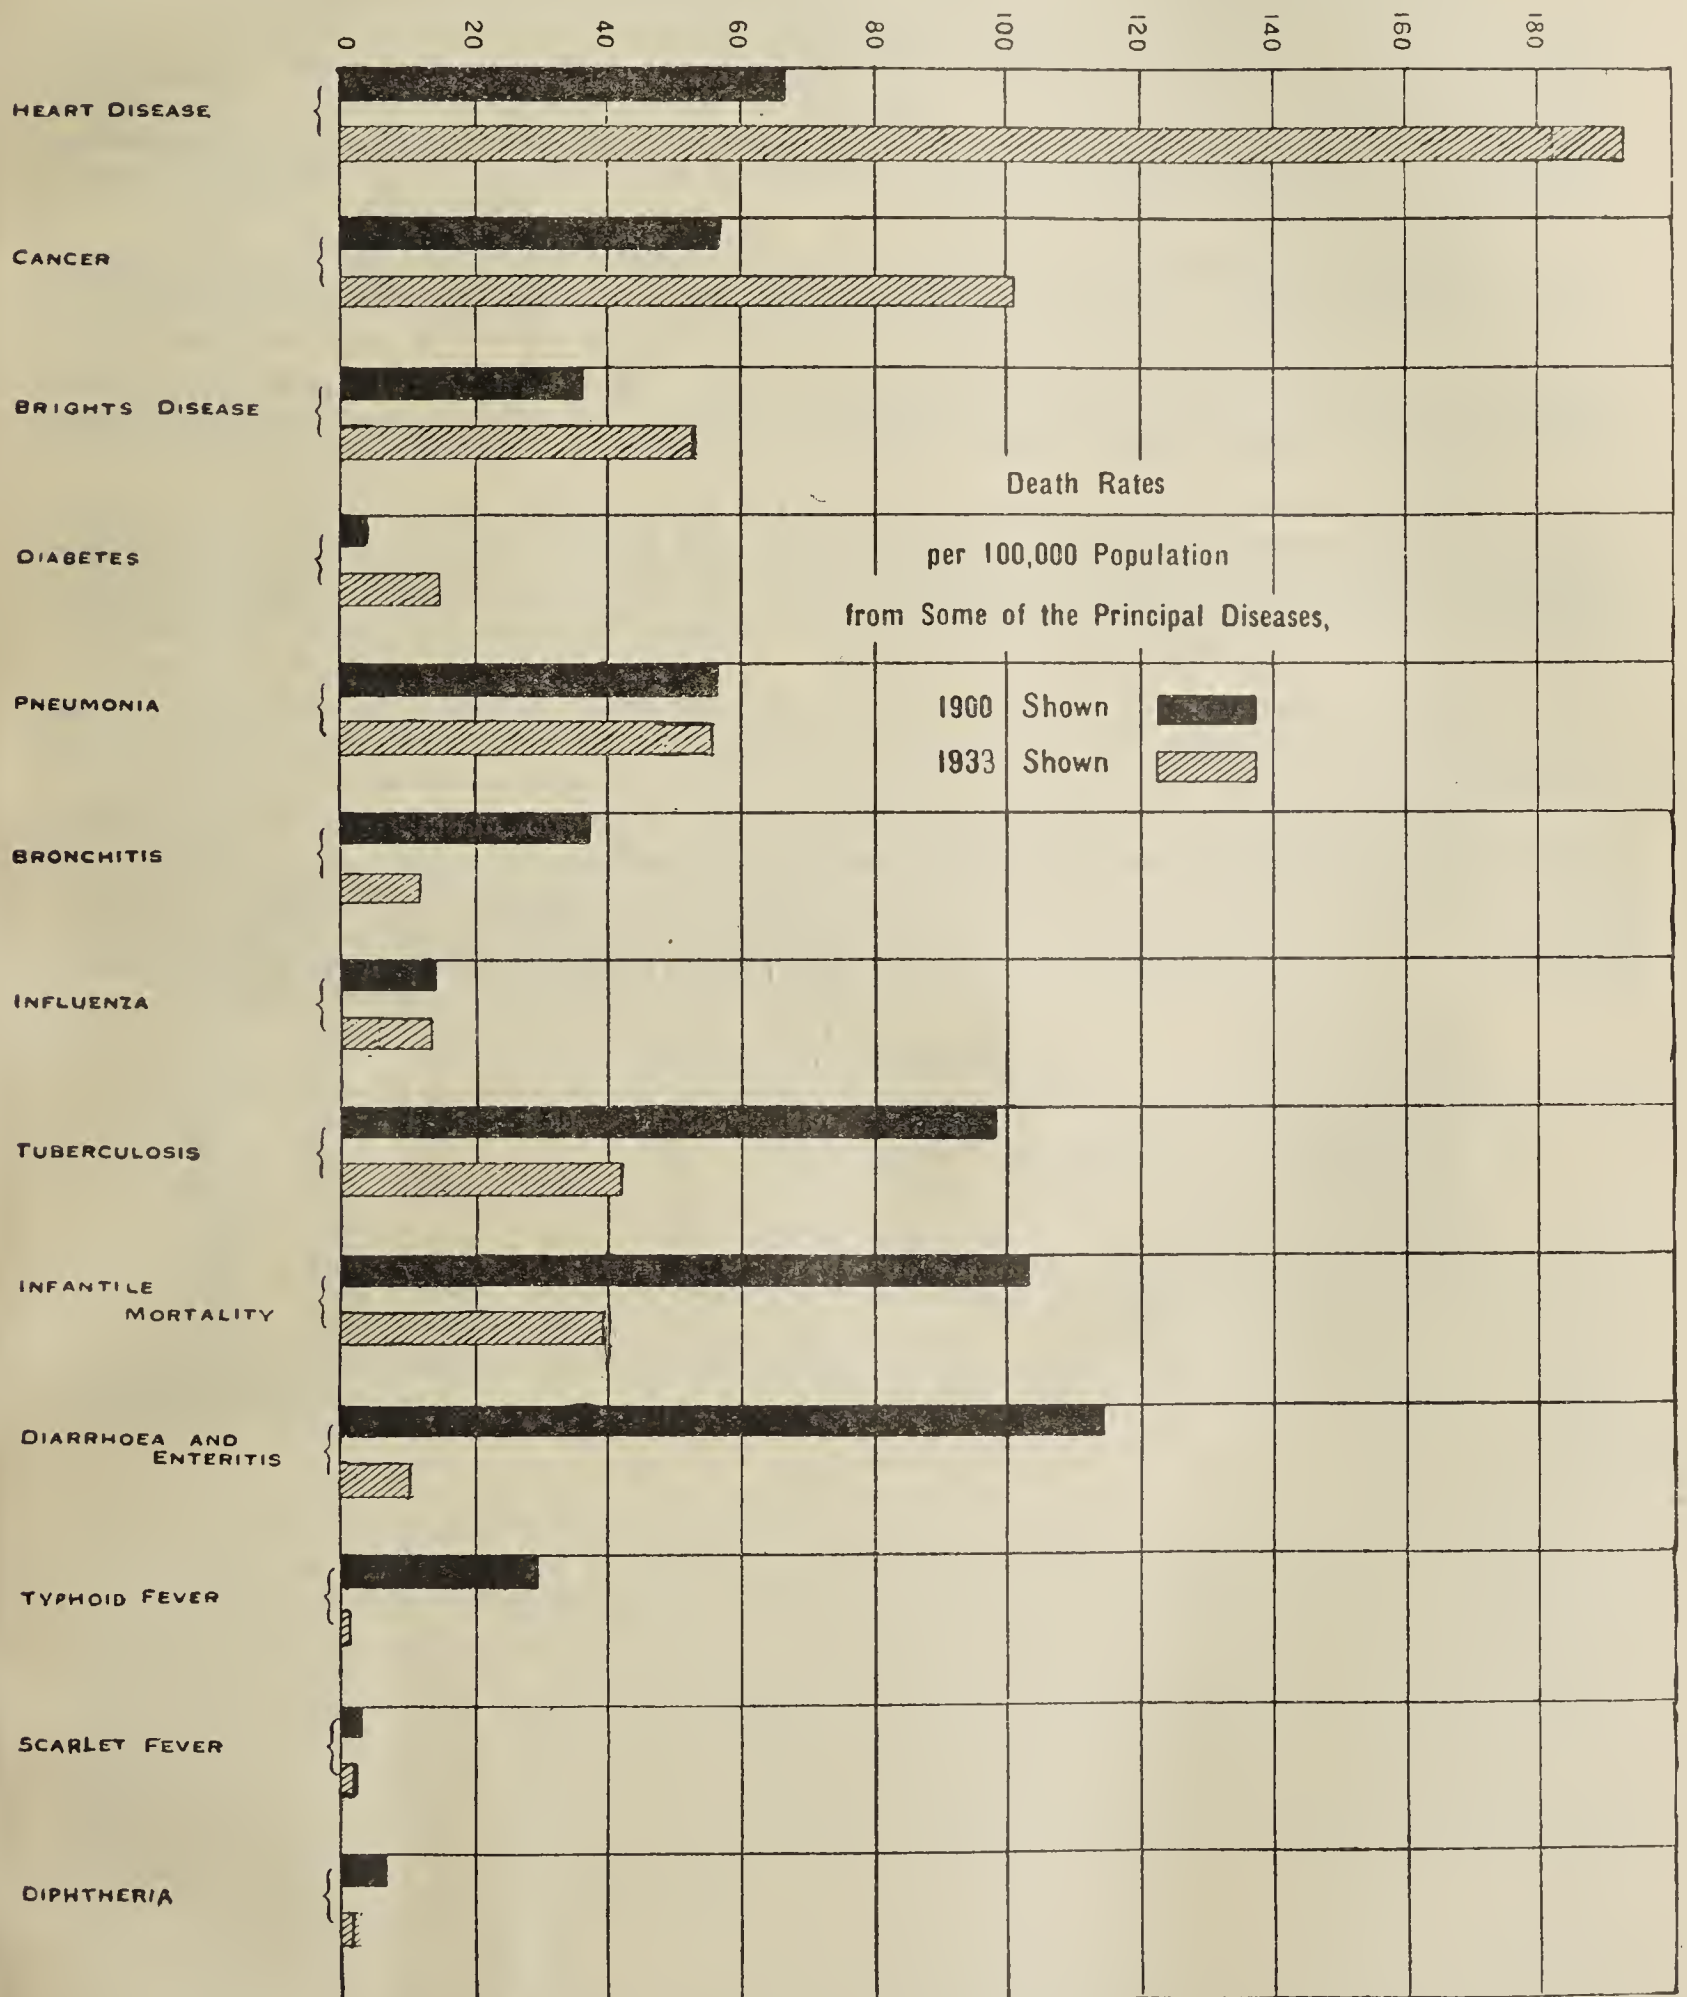 0 20 40 60 80 100 120 140 160 180
HEART DISEASE
CANCER
BRIGHTS DISEASE
Death Rates
DIABETES
per 100,000 Population
from Some of the Principal Diseases,
PNEUMONIA
1900 Shown
1933 Shown
BRONCHITIS
INFLUENZA
TUBERCULOSIS
INFANTILE
MORTALITY
DIARRHOEA AND
ENTERITIS
TYPHOID FEVER
SCARLET FEVER
DIPHTHERIA